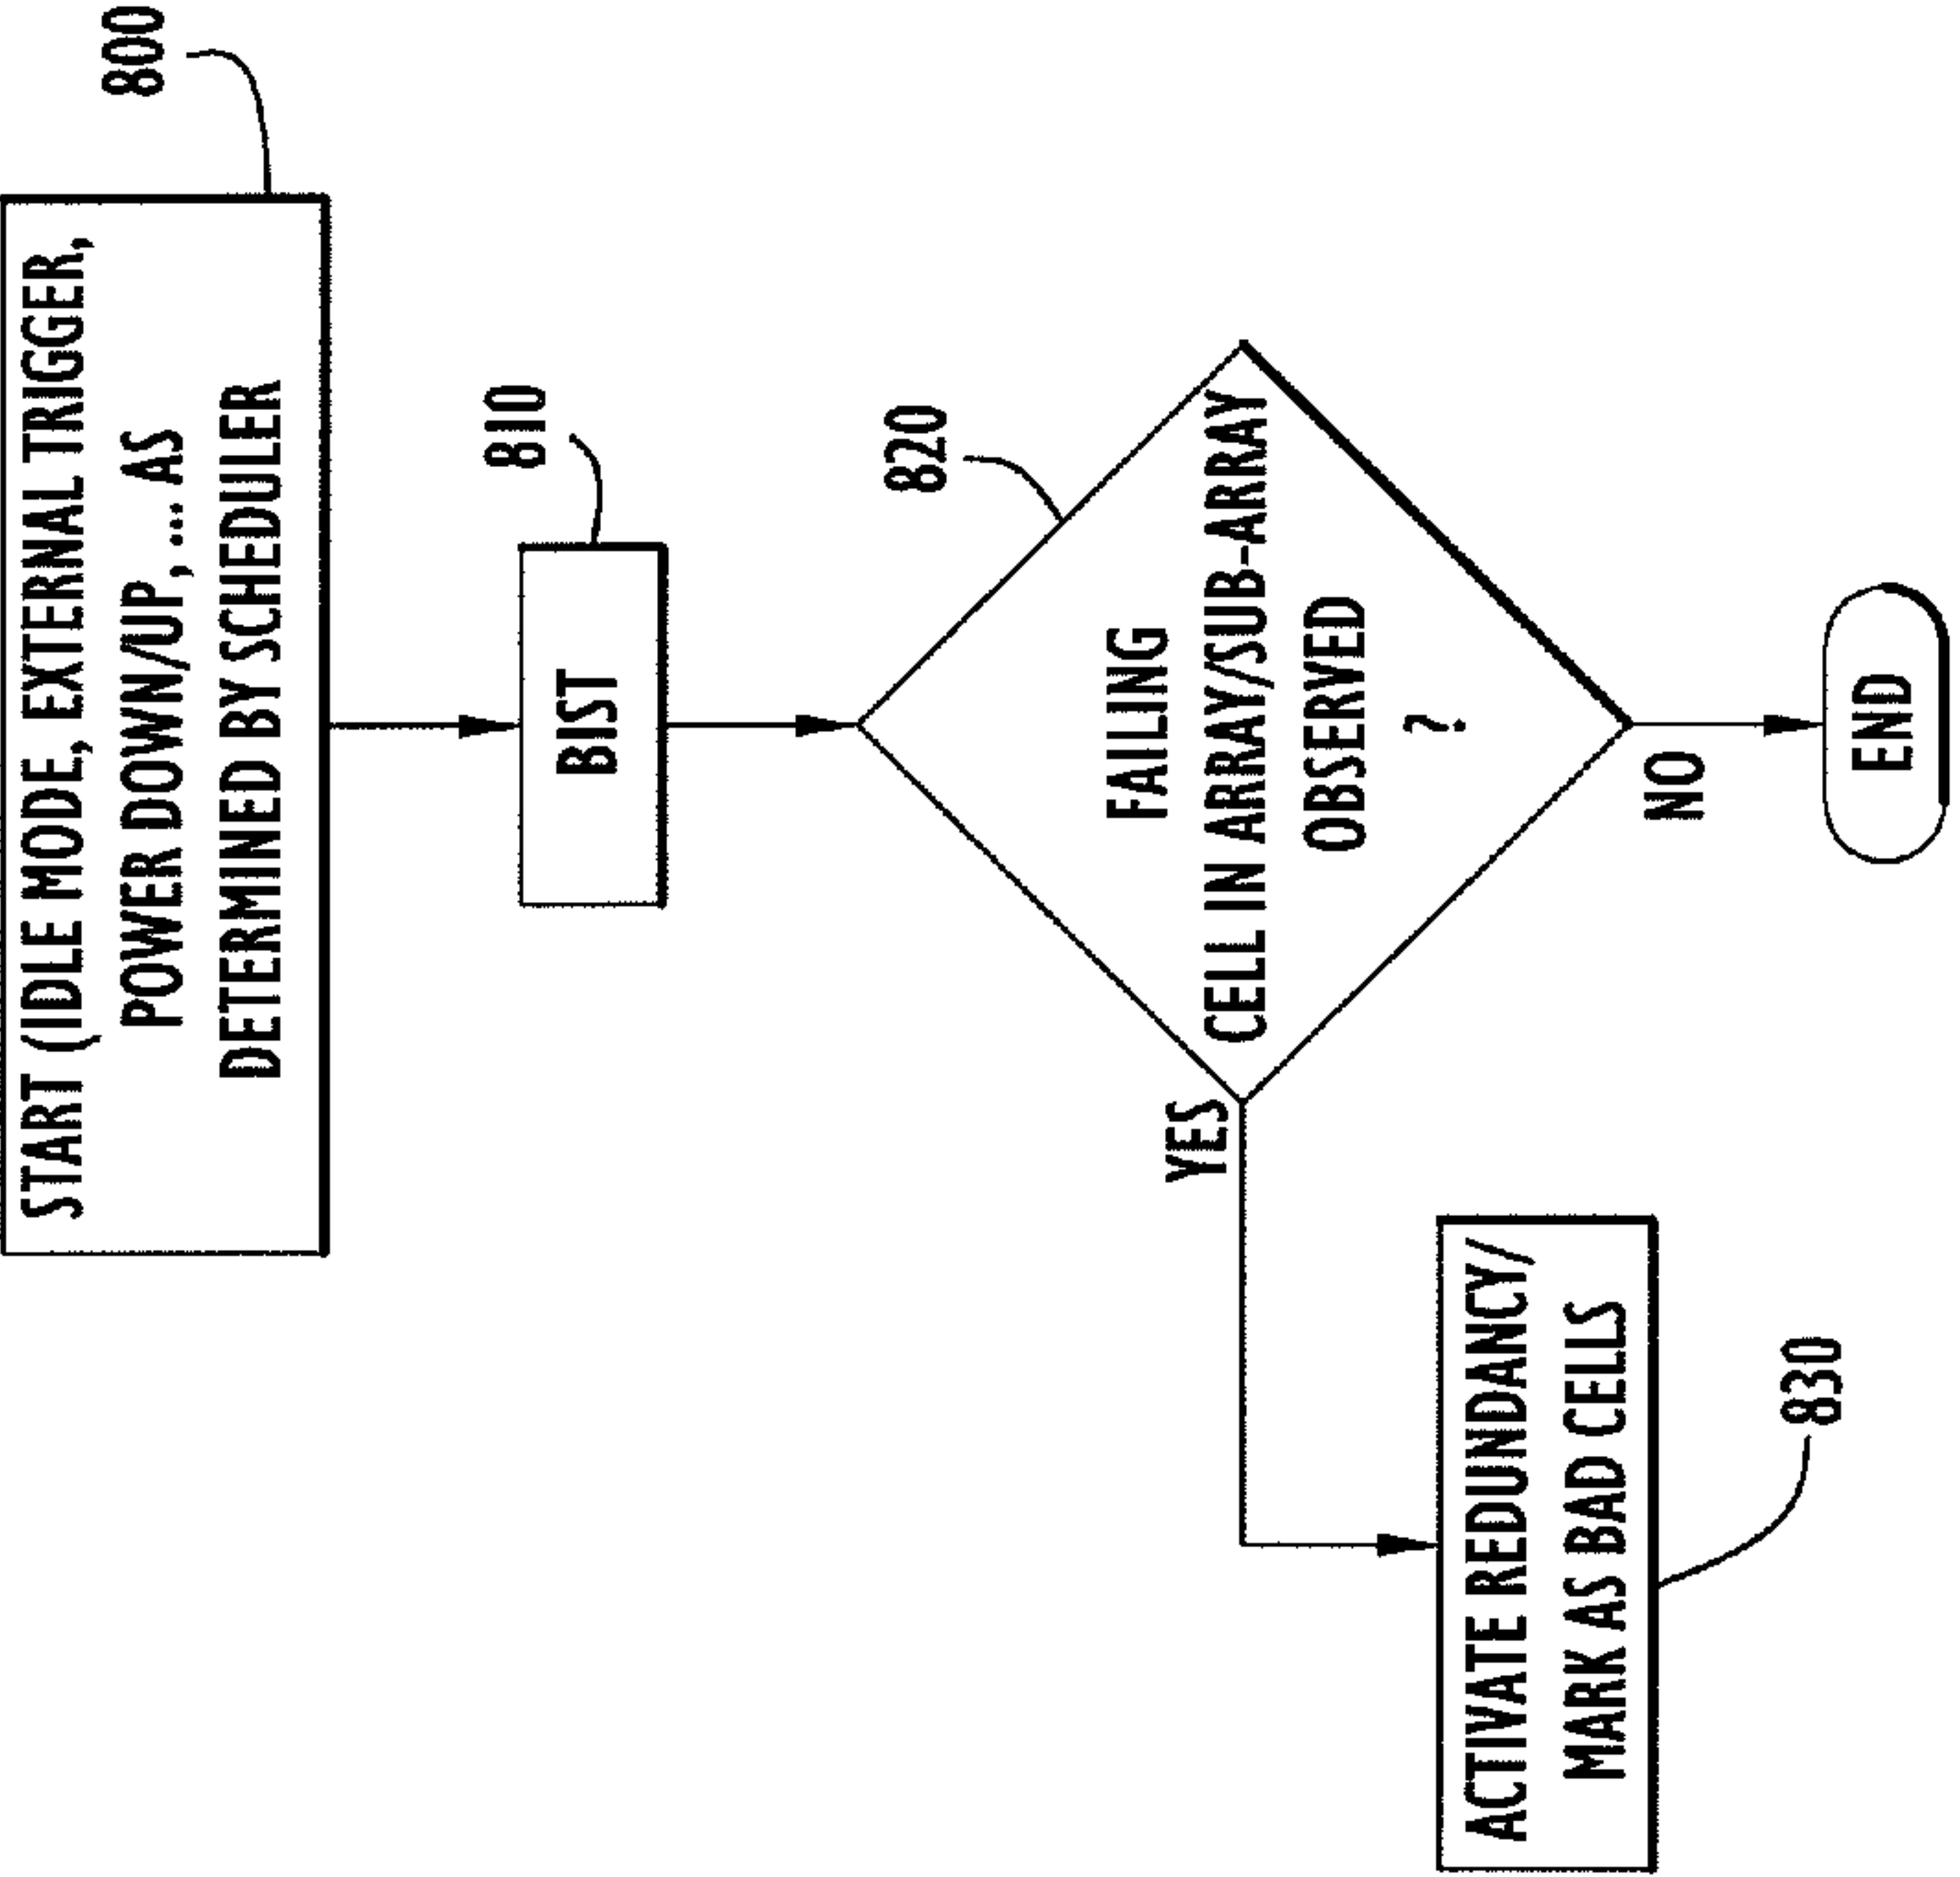 800
START (IDLE MODE, EXTERNAL TRIGGER,
POWER DOWN/UP,... AS
DETERMINED BY SCHEDULER
810
BIST
820
FAILING
CELL IN ARRAY/SUB-ARRAY
OBSERVED
?
YES
NO
ACTIVATE REDUNDANCY/
MARK AS BAD CELLS
830
END